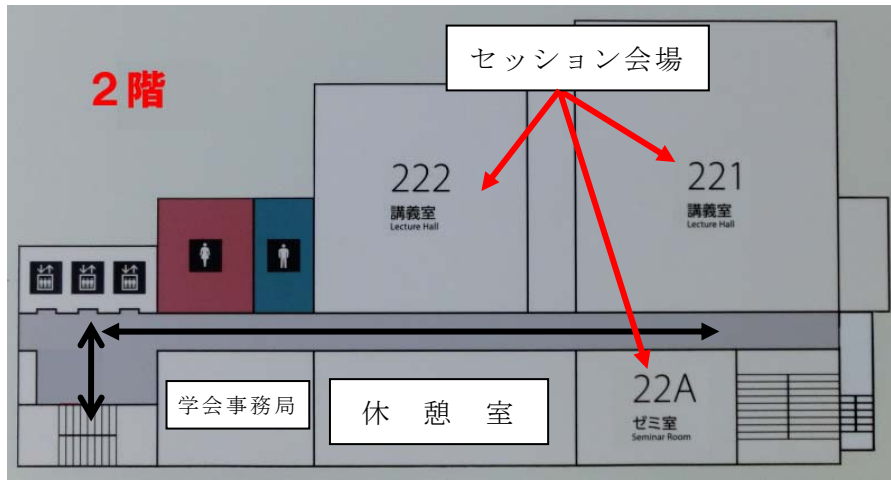 セッション会場
2階
222
講義室
Lecture Hall
221
講義室
Lecture Hall
学会事務局
休憩室
22A
ゼミ室
Seminar Room